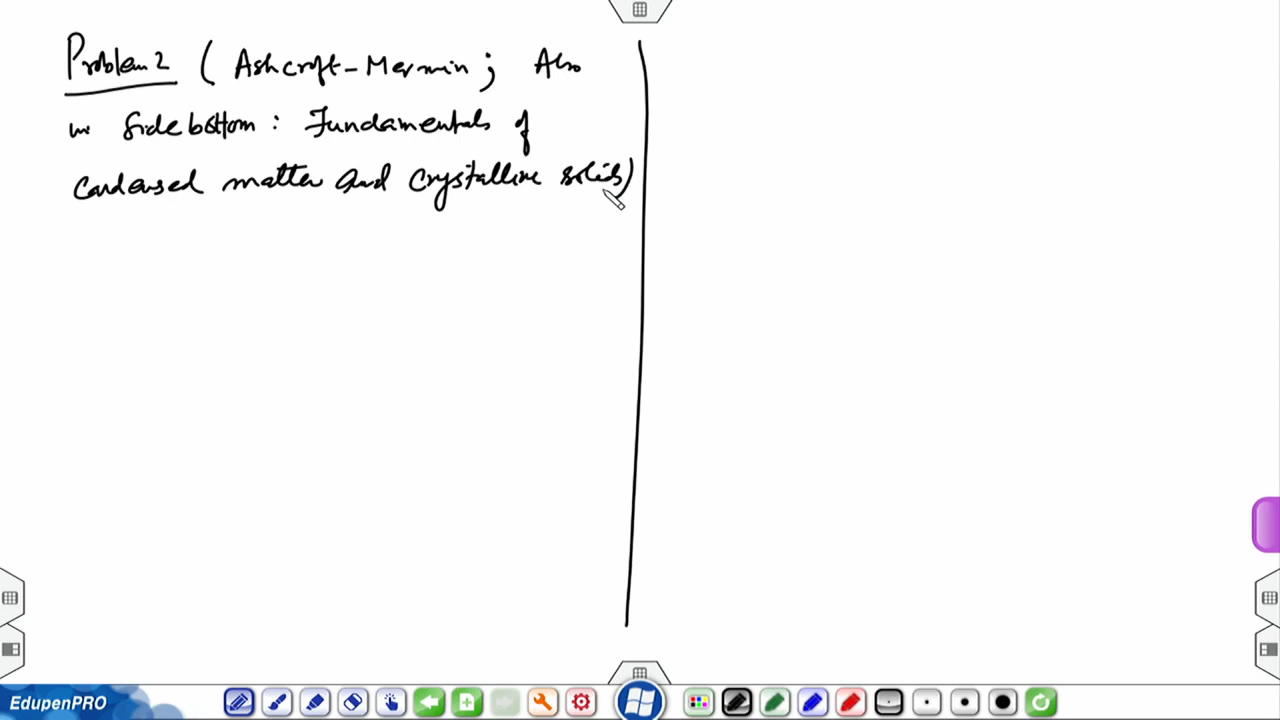 Problem 2 (Ashcroft-Mermin; Also
in Sidebottom: Fundamentals of
Condensed matter and crystalline solids)
EdupenPRO